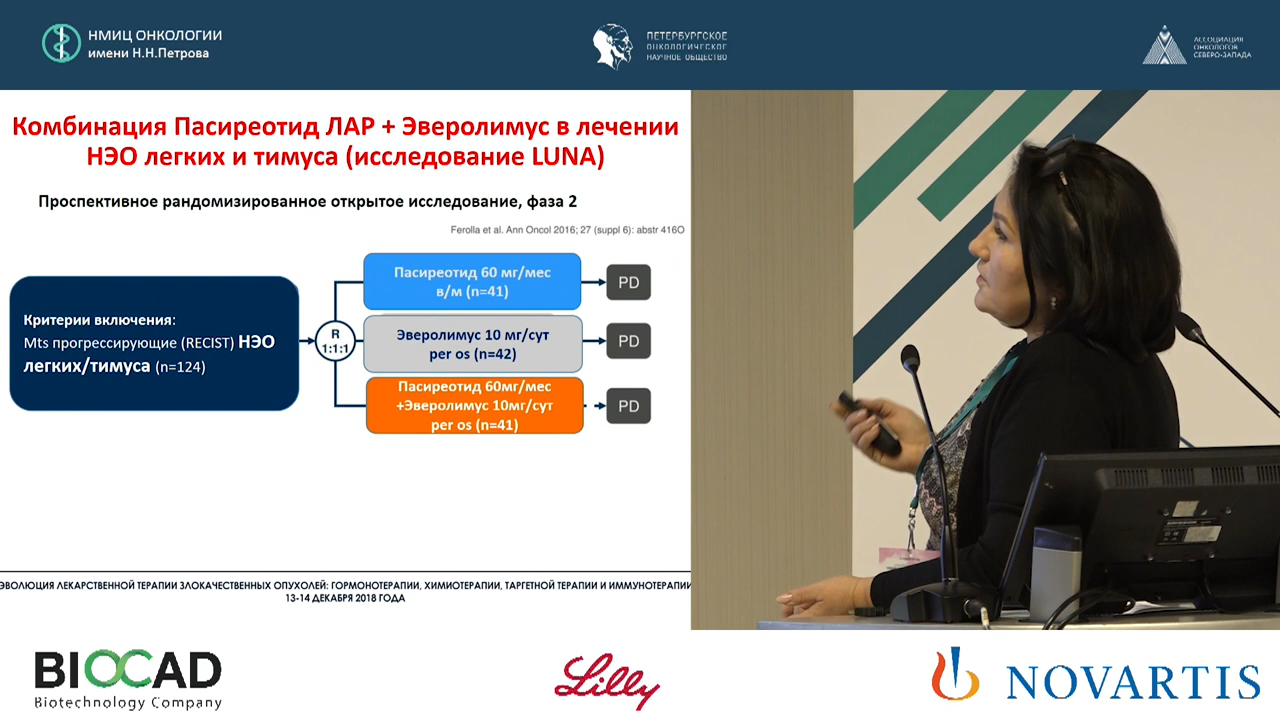 НМИЦ ОНКОЛОГИИ
имени Н.Н.Петрова
ПЕТЕРБУРГСКОЕ
ОНКОЛОГИЧЕСКОЕ
НАУЧНОЕ ОБЩЕСТВО
АССОЦИАЦИЯ
ОНКОЛОГОВ
СЕВЕРО-ЗАПАДА
Комбинация Пасиреотид ЛАР + Эверолимус в лечении
НЭО легких и тимуса (исследование LUNA)
Проспективное рандомизированное открытое исследование, фаза 2
Ferolla et al. Ann Oncol 2016; 27 (suppl 6): abstr 416O
Критерии включения:
Mts прогрессирующие (RECIST) НЭО
легких/тимуса (n=124)
R
1:1:1
Пасиреотид 60 мг/мес
в/м (n=41)
PD
Эверолимус 10 мг/сут
per os (n=42)
PD
Пасиреотид 60мг/мес
+Эверолимус 10мг/сут
per os (n=41)
PD
ЭВОЛЮЦИЯ ЛЕКАРСТВЕННОЙ ТЕРАПИИ ЗЛОКАЧЕСТВЕННЫХ ОПУХОЛЕЙ: ГОРМОНОТЕРАПИИ, ХИМИОТЕРАПИИ, ТАРГЕТНОЙ ТЕРАПИИ И ИММУНОТЕРАПИИ
13-14 ДЕКАБРЯ 2018 ГОДА
BIOCAD
Biotechnology Company
Lilly
NOVARTIS